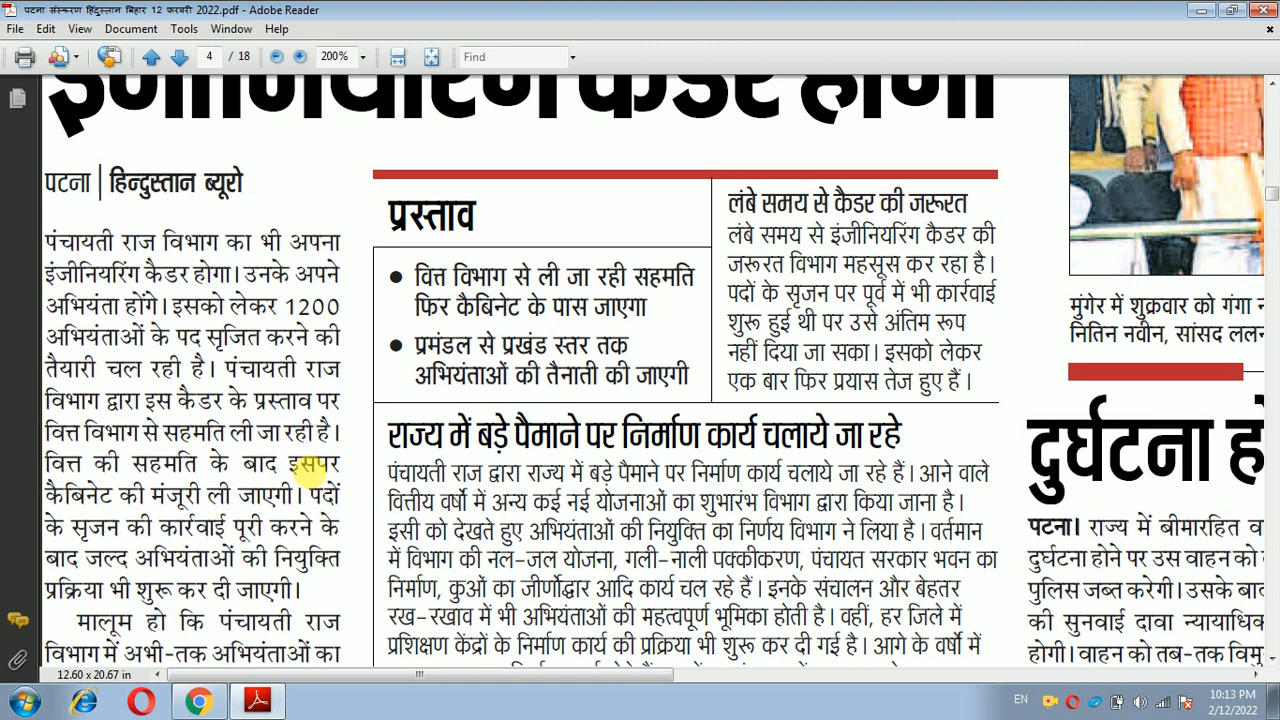 पटना संस्करण हिंदुस्तान बिहार 12 फरवरी 2022.pdf - Adobe Reader
File Edit View Document Tools Window Help
4 / 18 200% Find
इंजीनियरिंग कैडर होगा
पटना | हिन्दुस्तान ब्यूरो
पंचायती राज विभाग का भी अपना
इंजीनियरिंग कैडर होगा। उनके अपने
अभियंता होंगे। इसको लेकर 1200
अभियंताओं के पद सृजित करने की
तैयारी चल रही है। पंचायती राज
विभाग द्वारा इस कैडर के प्रस्ताव पर
वित्त विभाग से सहमति ली जा रही है।
वित्त की सहमति के बाद इसपर
कैबिनेट की मंजूरी ली जाएगी। पदों
के सृजन की कार्रवाई पूरी करने के
बाद जल्द अभियंताओं की नियुक्ति
प्रक्रिया भी शुरू कर दी जाएगी।
मालूम हो कि पंचायती राज
विभाग में अभी-तक अभियंताओं का
प्रस्ताव
● वित्त विभाग से ली जा रही सहमति
फिर कैबिनेट के पास जाएगा
● प्रमंडल से प्रखंड स्तर तक
अभियंताओं की तैनाती की जाएगी
लंबे समय से कैडर की जरूरत
लंबे समय से इंजीनियरिंग कैडर की
जरूरत विभाग महसूस कर रहा है।
पदों के सृजन पर पूर्व में भी कार्रवाई
शुरू हुई थी पर उसे अंतिम रूप
नहीं दिया जा सका। इसको लेकर
एक बार फिर प्रयास तेज हुए हैं।
राज्य में बड़े पैमाने पर निर्माण कार्य चलाये जा रहे
पंचायती राज द्वारा राज्य में बड़े पैमाने पर निर्माण कार्य चलाये जा रहे हैं। आने वाले
वित्तीय वर्षों में अन्य कई नई योजनाओं का शुभारंभ विभाग द्वारा किया जाना है।
इसी को देखते हुए अभियंताओं की नियुक्ति का निर्णय विभाग ने लिया है। वर्तमान
में विभाग की नल-जल योजना, गली-नाली पक्कीकरण, पंचायत सरकार भवन का
निर्माण, कुओं का जीर्णोद्धार आदि कार्य चल रहे हैं। इनके संचालन और बेहतर
रख-रखाव में भी अभियंताओं की महत्वपूर्ण भूमिका होती है। वहीं, हर जिले में
प्रशिक्षण केंद्रों के निर्माण कार्य की प्रक्रिया भी शुरू कर दी गई है। आगे के वर्षों में
मुंगेर में शुक्रवार को गंगा
नितिन नवीन, सांसद ललन
दुर्घटना हो
पटना। राज्य में बीमारहित वा
दुर्घटना होने पर उस वाहन को
पुलिस जब्त करेगी। उसके बाद
की सुनवाई दावा न्यायाधि
होगी। वाहन को तब-तक विमु
12.60 x 20.67 in
EN 10:13 PM
2/12/2022